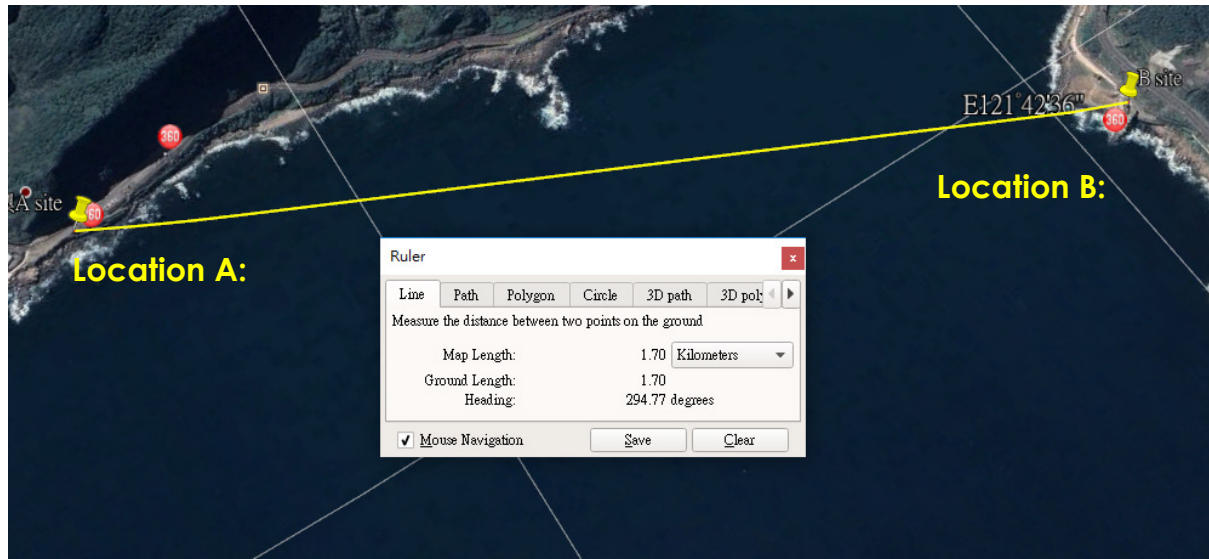 B site
E121°42'36"
360
360
A site
60
Location B:
Location A:
Ruler
x
Line Path Polygon Circle 3D path 3D poly
Measure the distance between two points on the ground
Map Length: 1.70 Kilometers
Ground Length: 1.70
Heading: 294.77 degrees
Mouse Navigation Save Clear